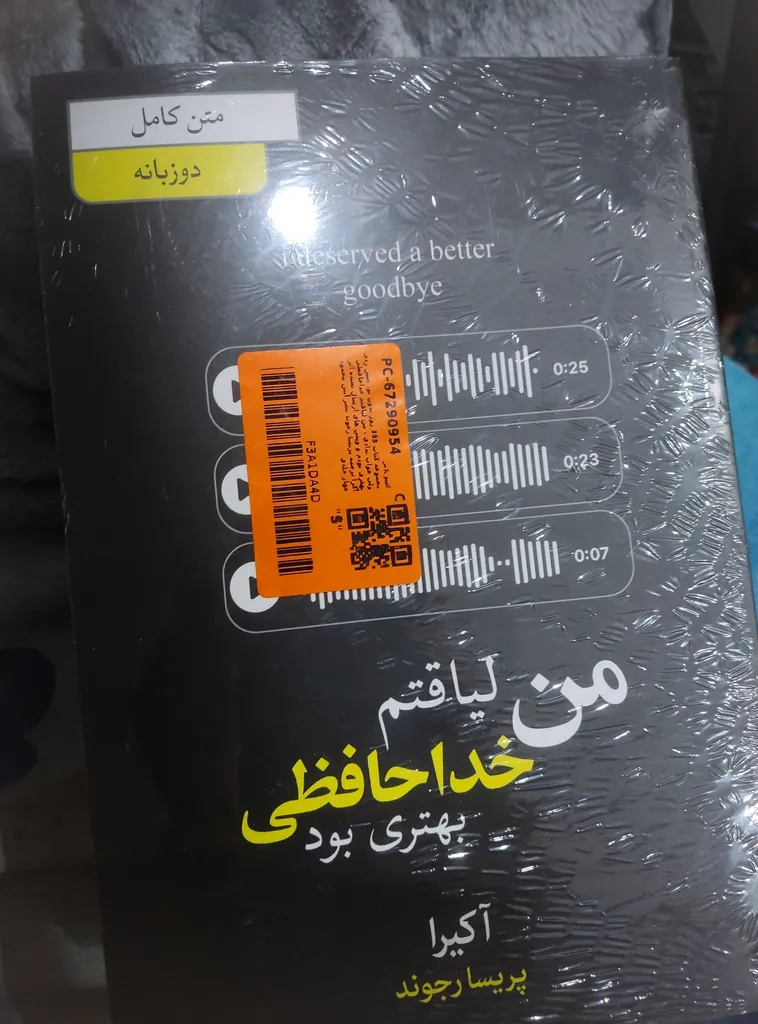 متن کامل
دوزبانه
deserved a better
goodbye
0:25
0:23
0:07
PC-67290954
F3A1DA4D
"S"
من لیاقتم
خداحافظی
بهتری بود
آکیرا
پریسا رجوند